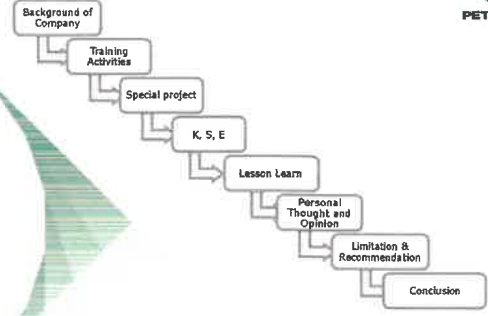 Background of
Company
PET
Training
Activities
Special project
K, S, E
Lesson Learn
Personal
Thought and
Opinion
Limitation &
Recommendation
Conclusion